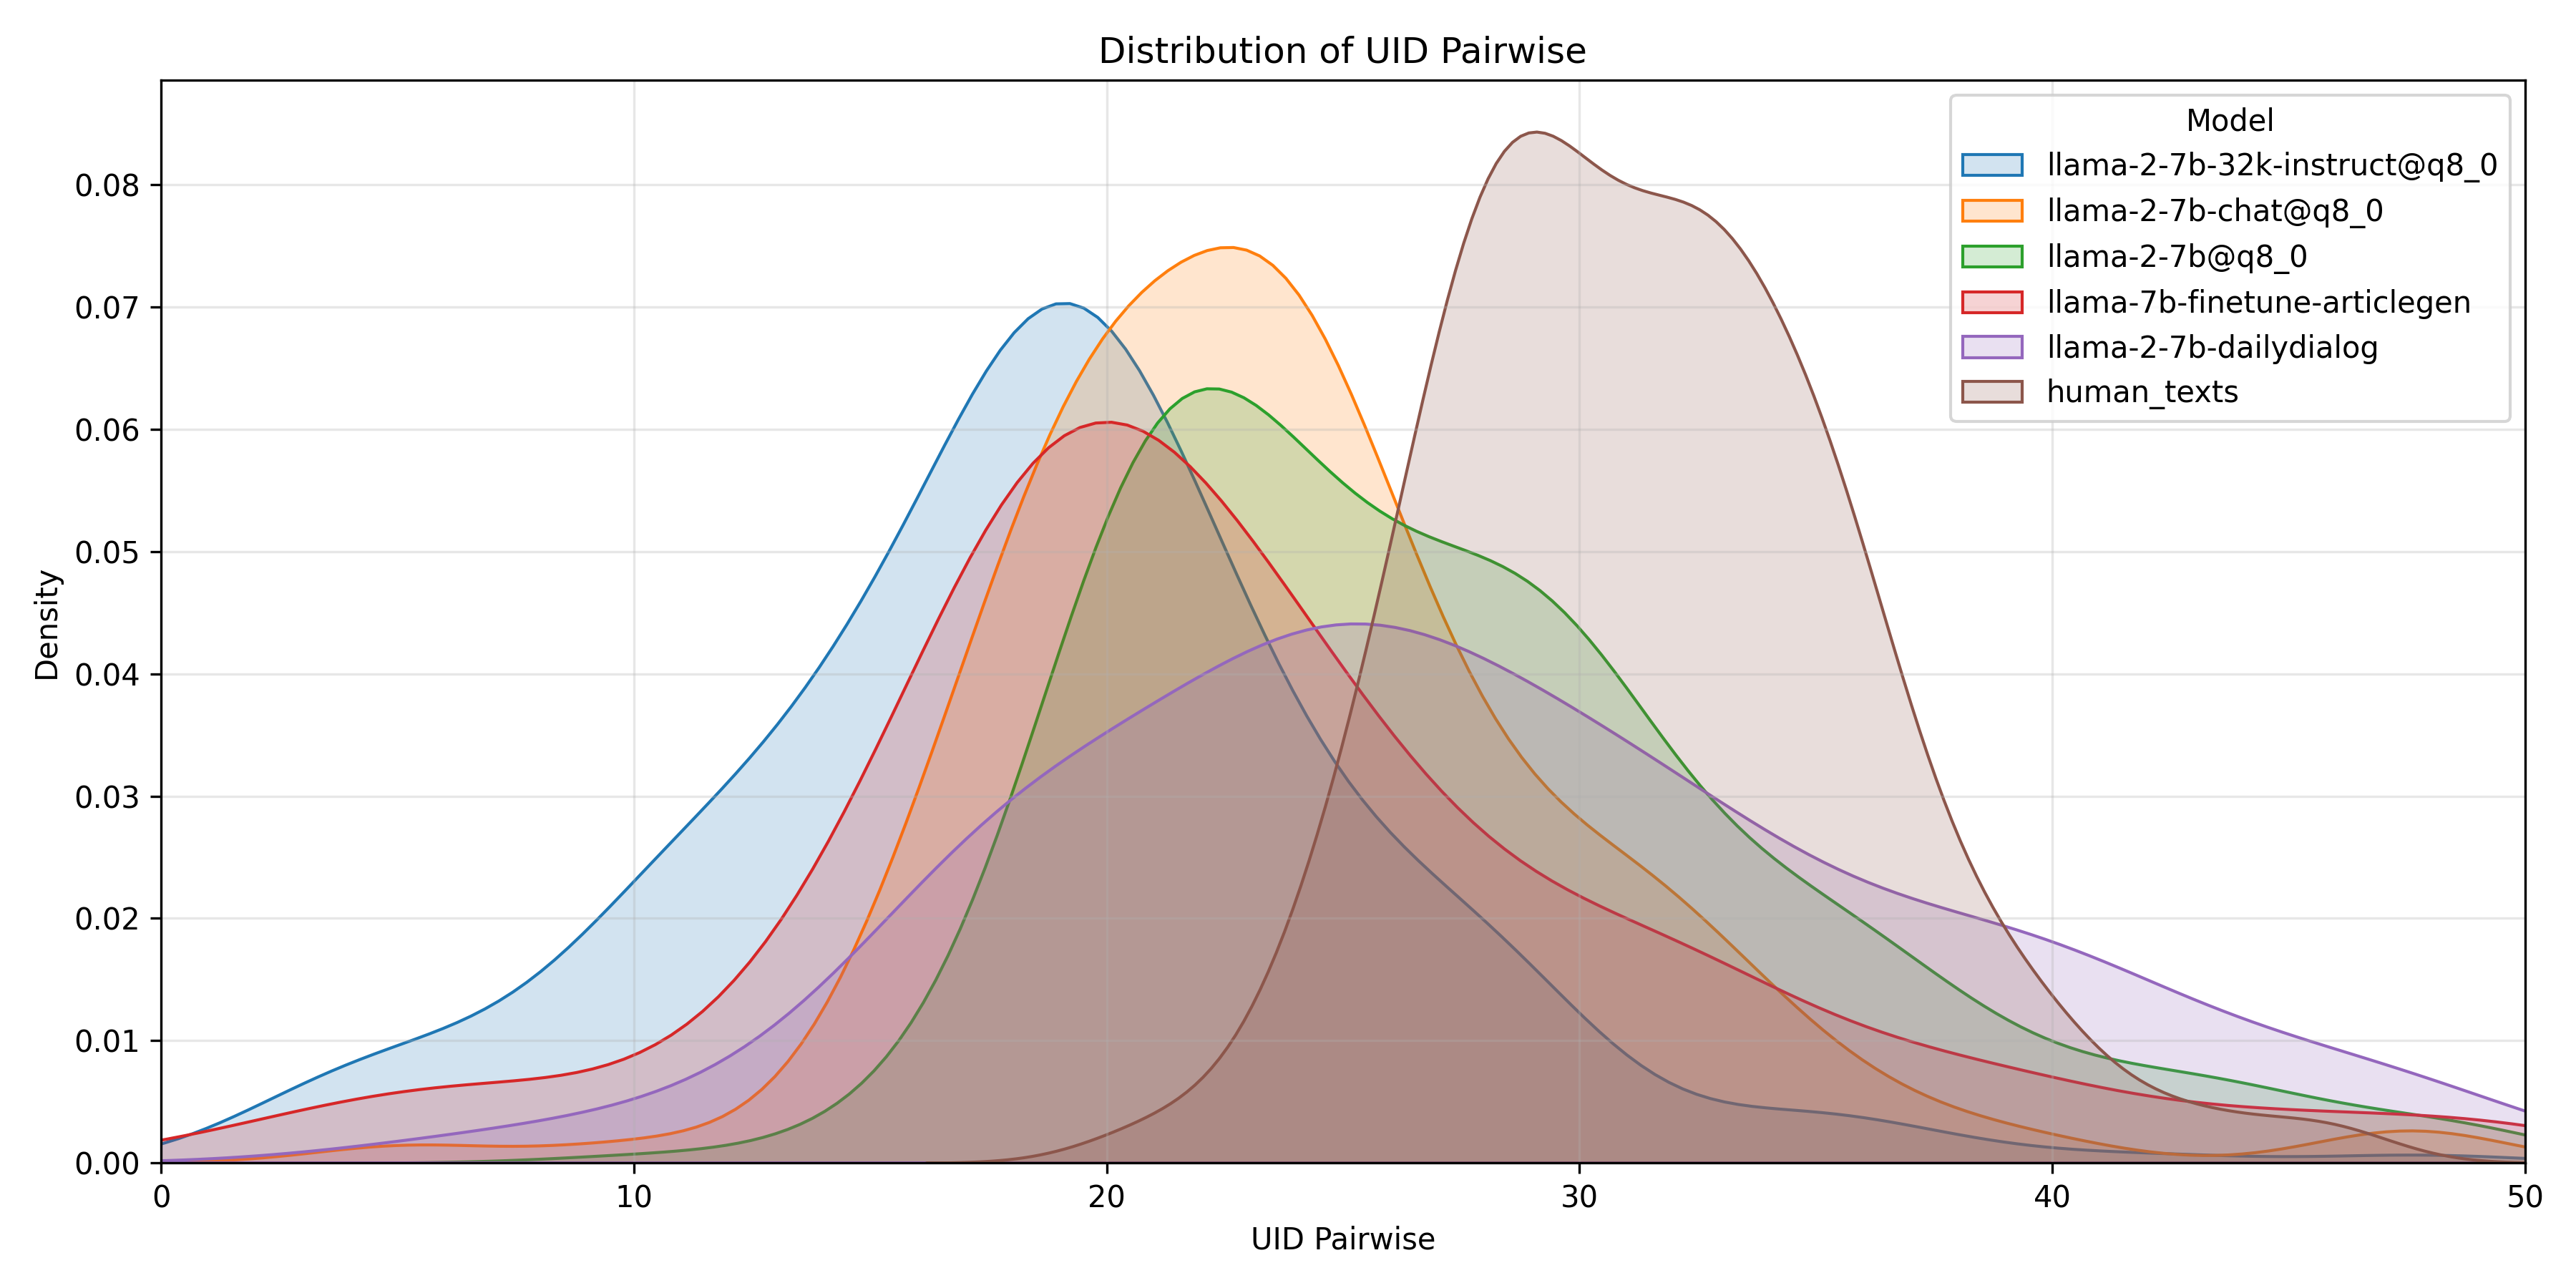 Distribution of UID Pairwise
Model
llama-2-7b-32k-instruct@q8_0
llama-2-7b-chat@q8_0
llama-2-7b@q8_0
llama-7b-finetune-articlegen
llama-2-7b-dailydialog
human_texts
Density
0.08
0.07
0.06
0.05
0.04
0.03
0.02
0.01
0.00
0 10 20 30 40 50
UID Pairwise